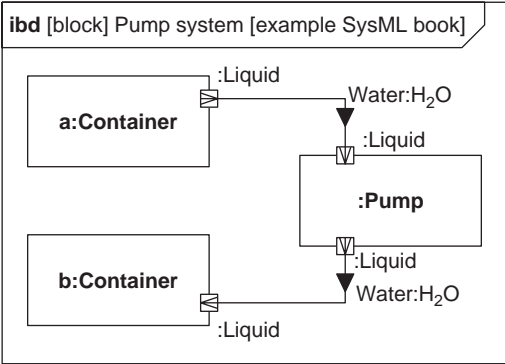 ibd [block] Pump system [example SysML book]
:Liquid
Water:H₂O
a:Container
:Liquid
:Pump
:Liquid
b:Container
Water:H₂O
:Liquid